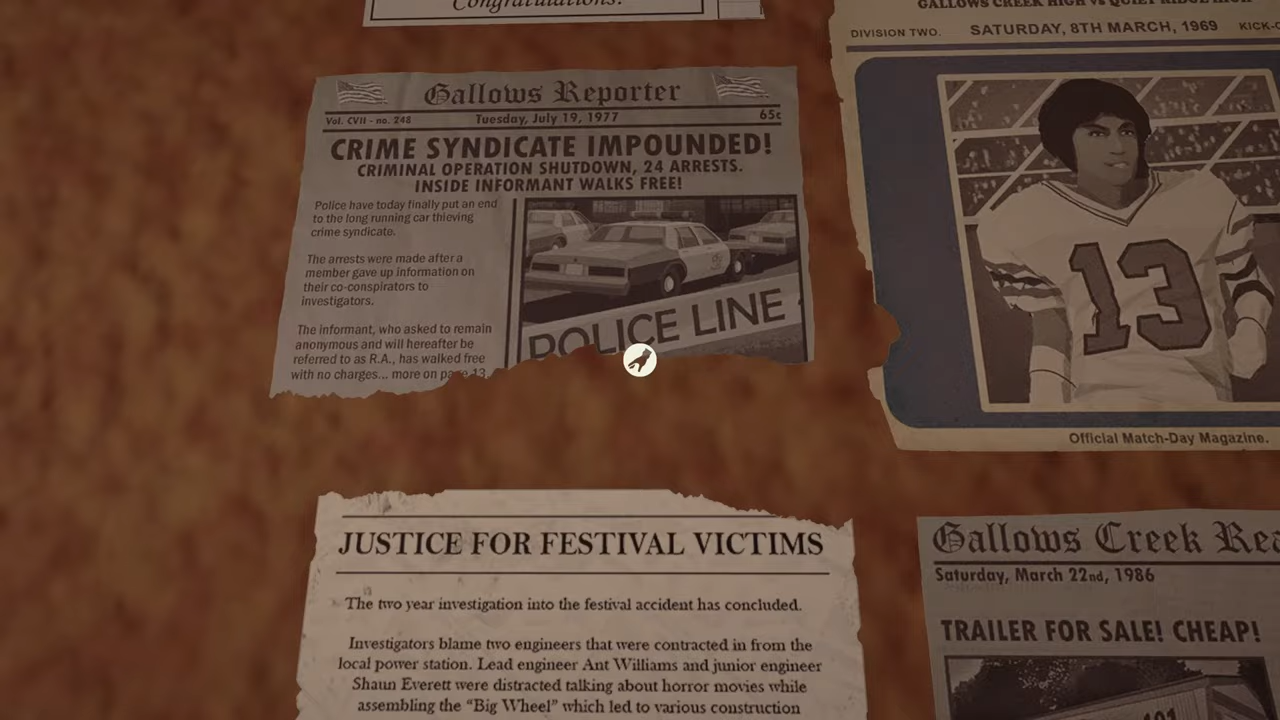 Congratulations!
GALLOWS CREEK HIGH VS QUIET RIDGE HIGH
DIVISION TWO. SATURDAY, 8TH MARCH, 1969
13
Official Match-Day Magazine.
Gallows Reporter
Vol. CVII - no. 248 Tuesday, July 19, 1977 65c
CRIME SYNDICATE IMPOUNDED!
CRIMINAL OPERATION SHUTDOWN, 24 ARRESTS.
INSIDE INFORMANT WALKS FREE!
Police have today finally put an end
to the long running car thieving
crime syndicate.
The arrests were made after a
member gave up information on
their co-conspirators to
investigators.
The informant, who asked to remain
anonymous and will hereafter be
referred to as R.A., has walked free
with no charges... more on page 13.
POLICE LINE
JUSTICE FOR FESTIVAL VICTIMS
The two year investigation into the festival accident has concluded.
Investigators blame two engineers that were contracted in from the
local power station. Lead engineer Ant Williams and junior engineer
Shaun Everett were distracted talking about horror movies while
assembling the "Big Wheel" which led to various construction
Gallows Creek
Saturday, March 22nd, 1986
TRAILER FOR SALE! CHEAP!
101